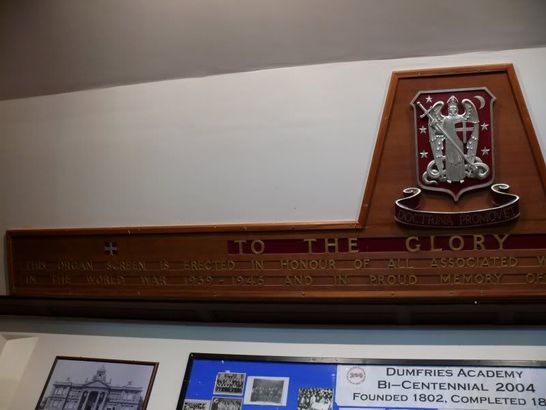 DOCTRINA PROMOVET
TO THE GLORY
THIS ORGAN SCREEN IS ERECTED IN HONOUR OF ALL ASSOCIATED W
IN THE WORLD WAR 1939-1945 AND IN PROUD MEMORY OF
DUMFRIES ACADEMY
BI-CENTENNIAL 2004
FOUNDED 1802, COMPLETED 18